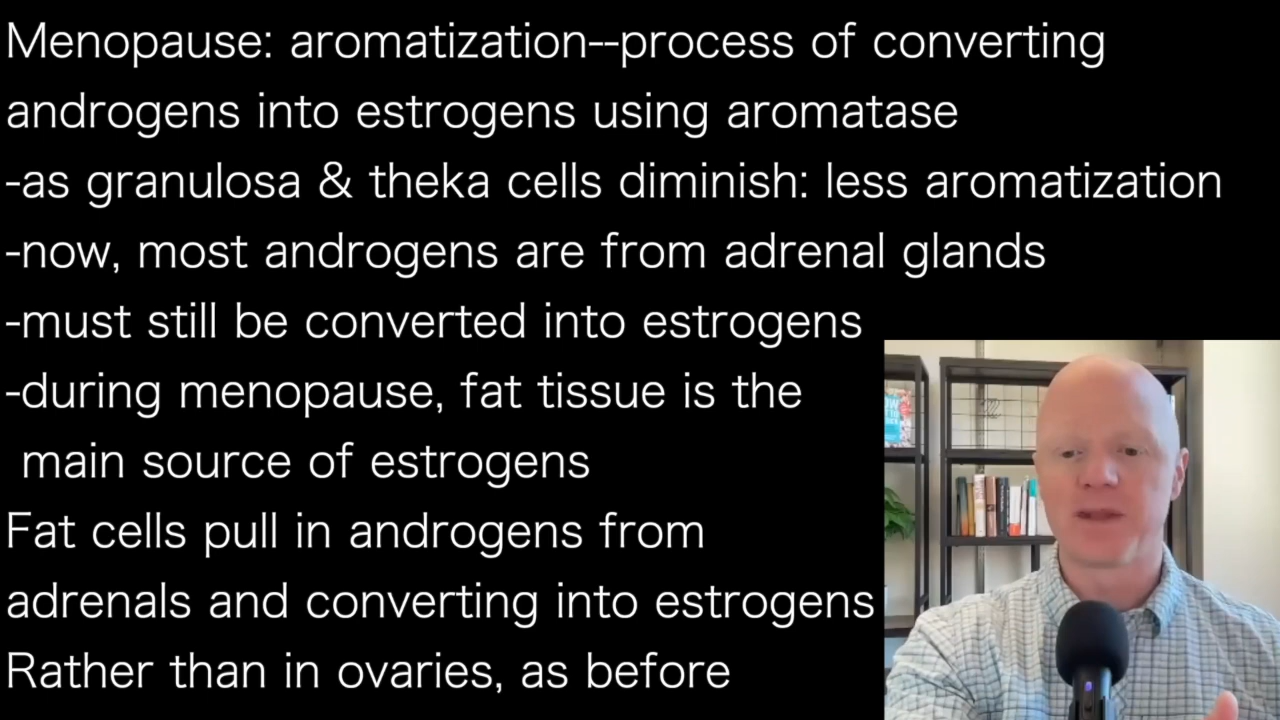 Menopause: aromatization--process of converting
androgens into estrogens using aromatase
-as granulosa & theka cells diminish: less aromatization
-now, most androgens are from adrenal glands
-must still be converted into estrogens
-during menopause, fat tissue is the
main source of estrogens
Fat cells pull in androgens from
adrenals and converting into estrogens
Rather than in ovaries, as before